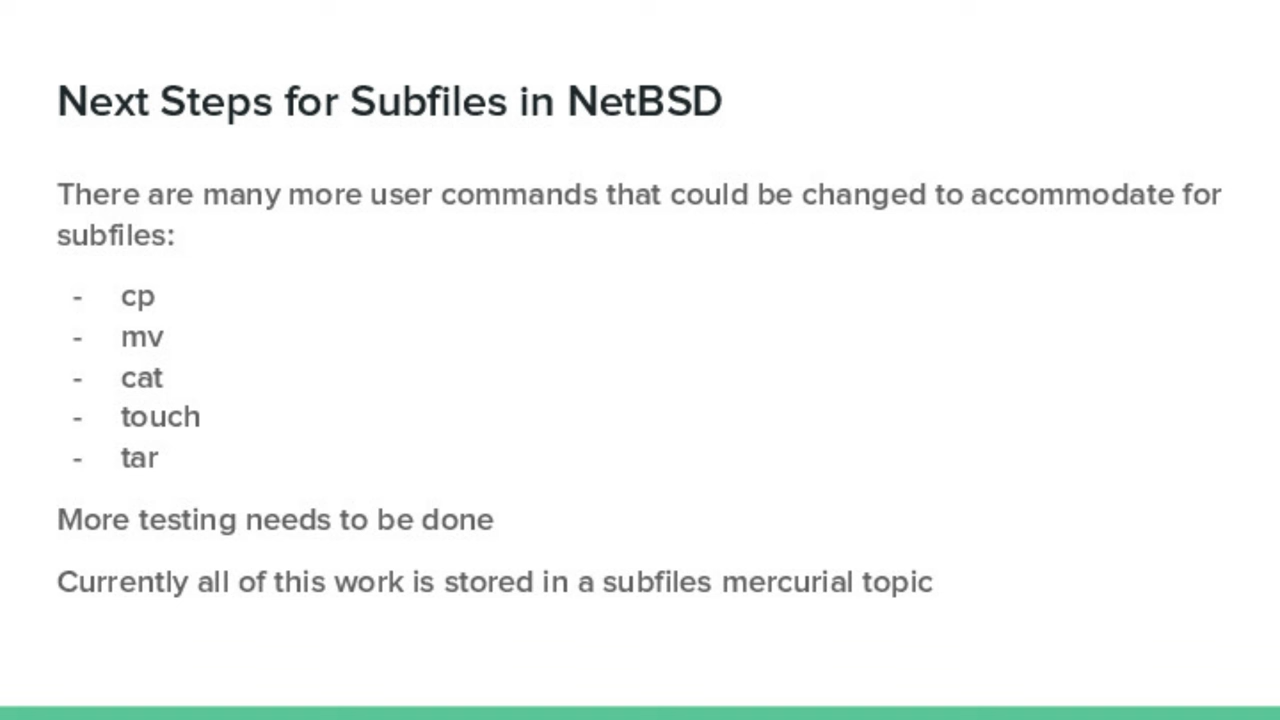 Next Steps for Subfiles in NetBSD
There are many more user commands that could be changed to accommodate for
subfiles:
- cp
- mv
- cat
- touch
- tar
More testing needs to be done
Currently all of this work is stored in a subfiles mercurial topic